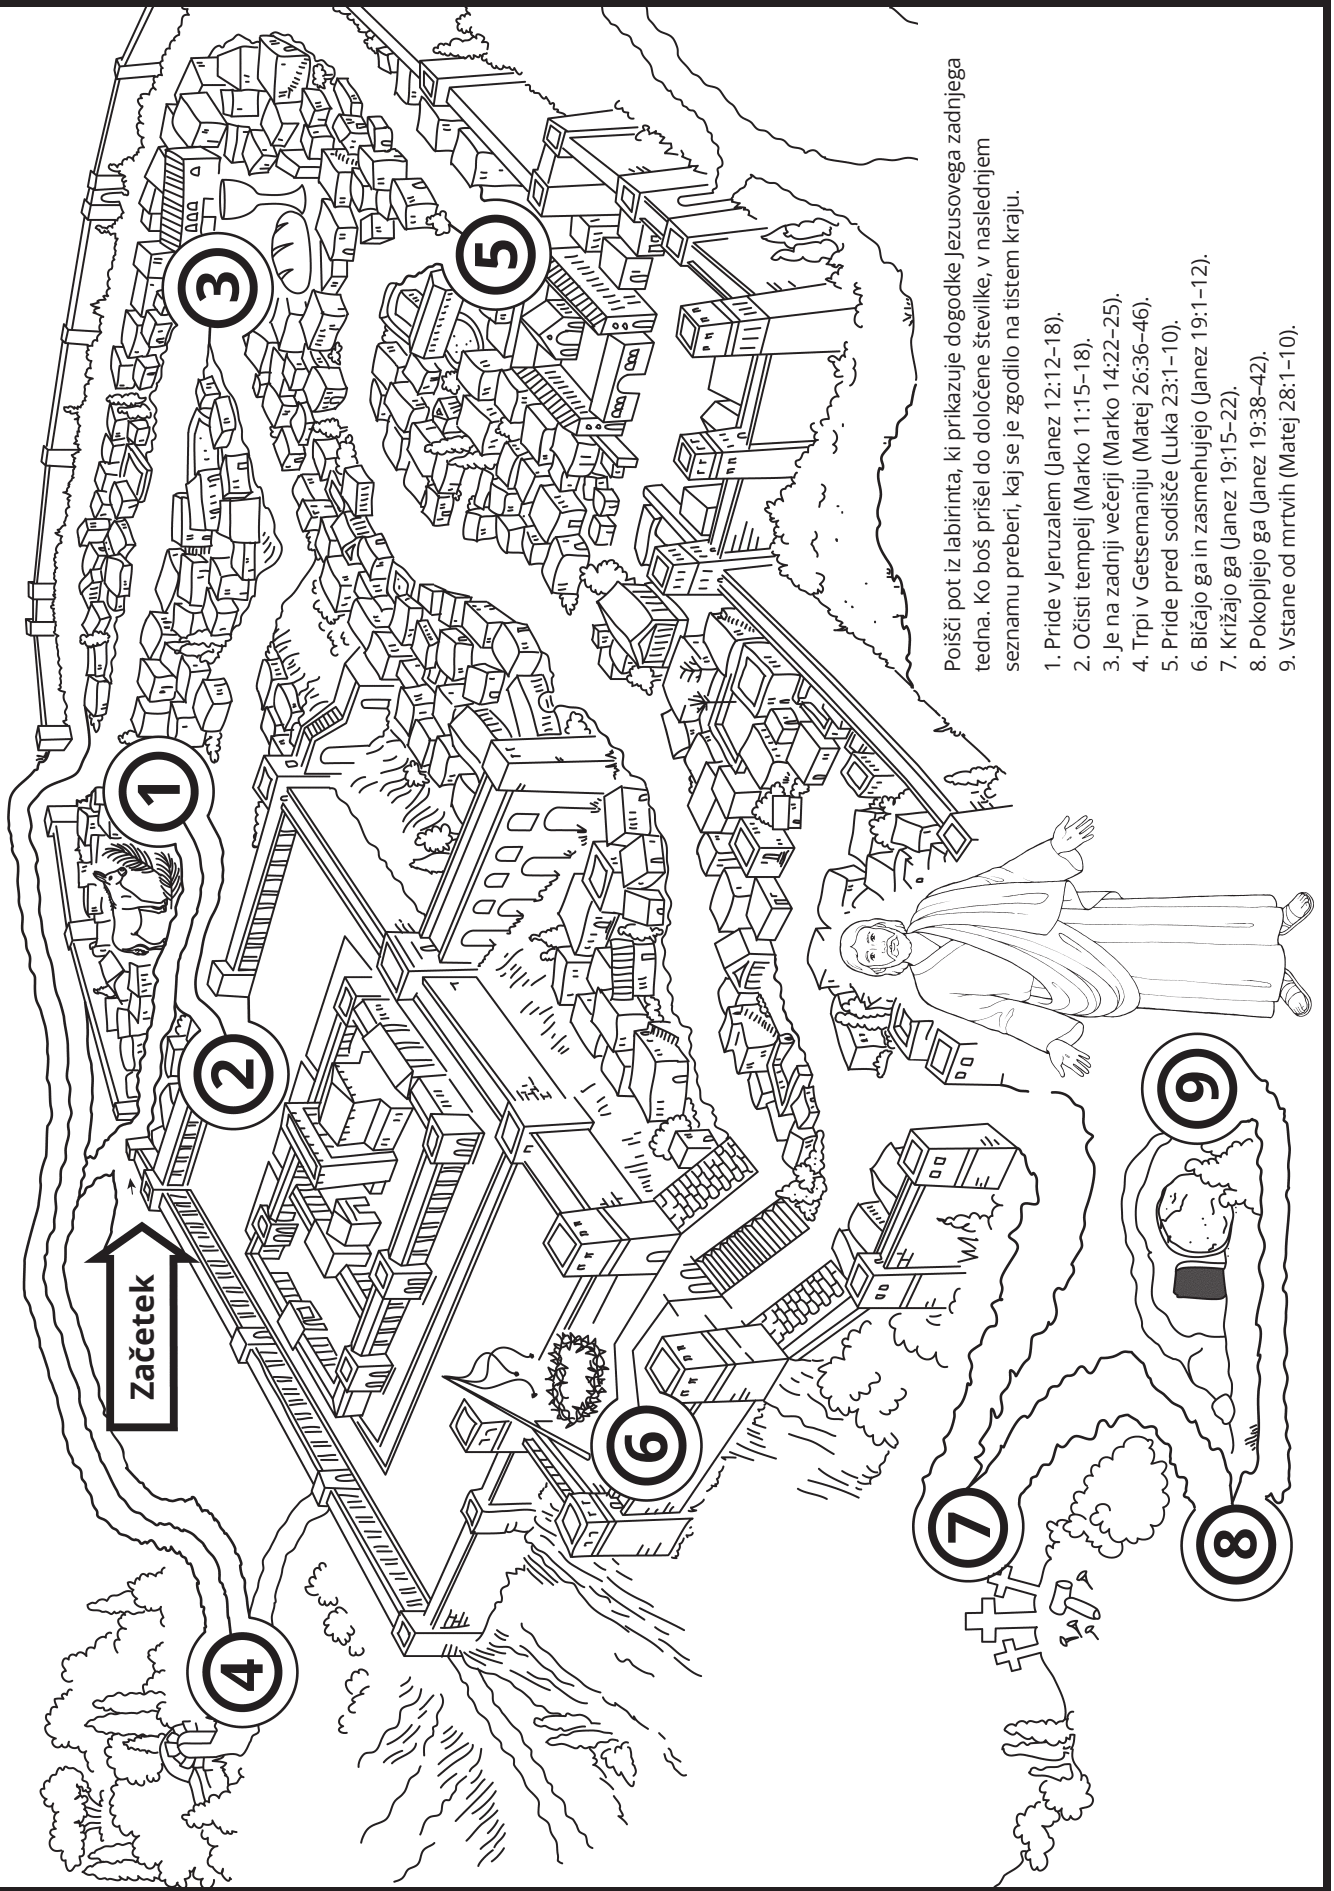 Poišči pot iz labirinta, ki prikazuje dogodke Jezusovega zadnjega
tedna. Ko boš prišel do določene številke, v naslednjem
seznamu preberi, kaj se je zgodilo na tistem kraju.
1. Pride v Jeruzalem (Janez 12:12–18).
2. Očisti tempelj (Marko 11:15–18).
3. Je na zadnji večerji (Marko 14:22–25).
4. Trpi v Getsemaniju (Matej 26:36–46).
5. Pride pred sodišče (Luka 23:1–10).
6. Bičajo ga in zasmehujejo (Janez 19:1–12).
7. Križajo ga (Janez 19:15–22).
8. Pokopljejo ga (Janez 19:38–42).
9. Vstane od mrtvih (Matej 28:1–10).
Začetek
1
2
3
4
5
6
7
8
9